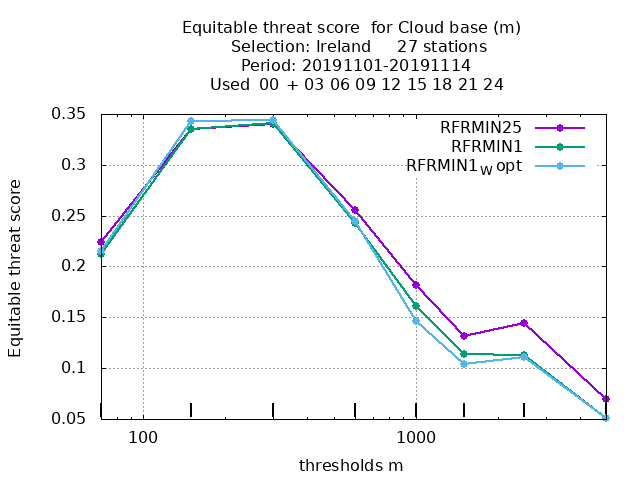 Equitable threat score  for Cloud base (m)
Selection: Ireland     27 stations
Period: 20191101-20191114
Used  00 + 03 06 09 12 15 18 21 24
0.35
0.3
0.25
0.2
0.15
0.1
0.05
Equitable threat score
RFRMIN25
RFRMIN1
RFRMIN1W opt
100
1000
thresholds m